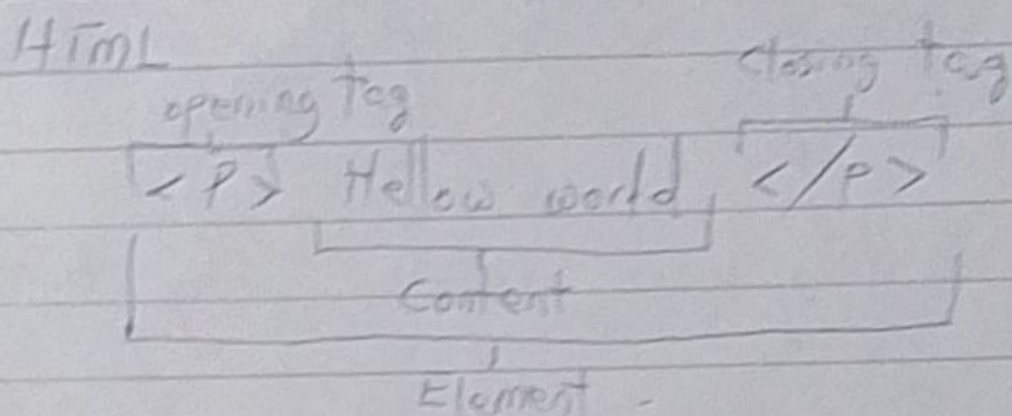 HTML
closing tag
opening Tag
<P> Hellow world </P>
Content
Element